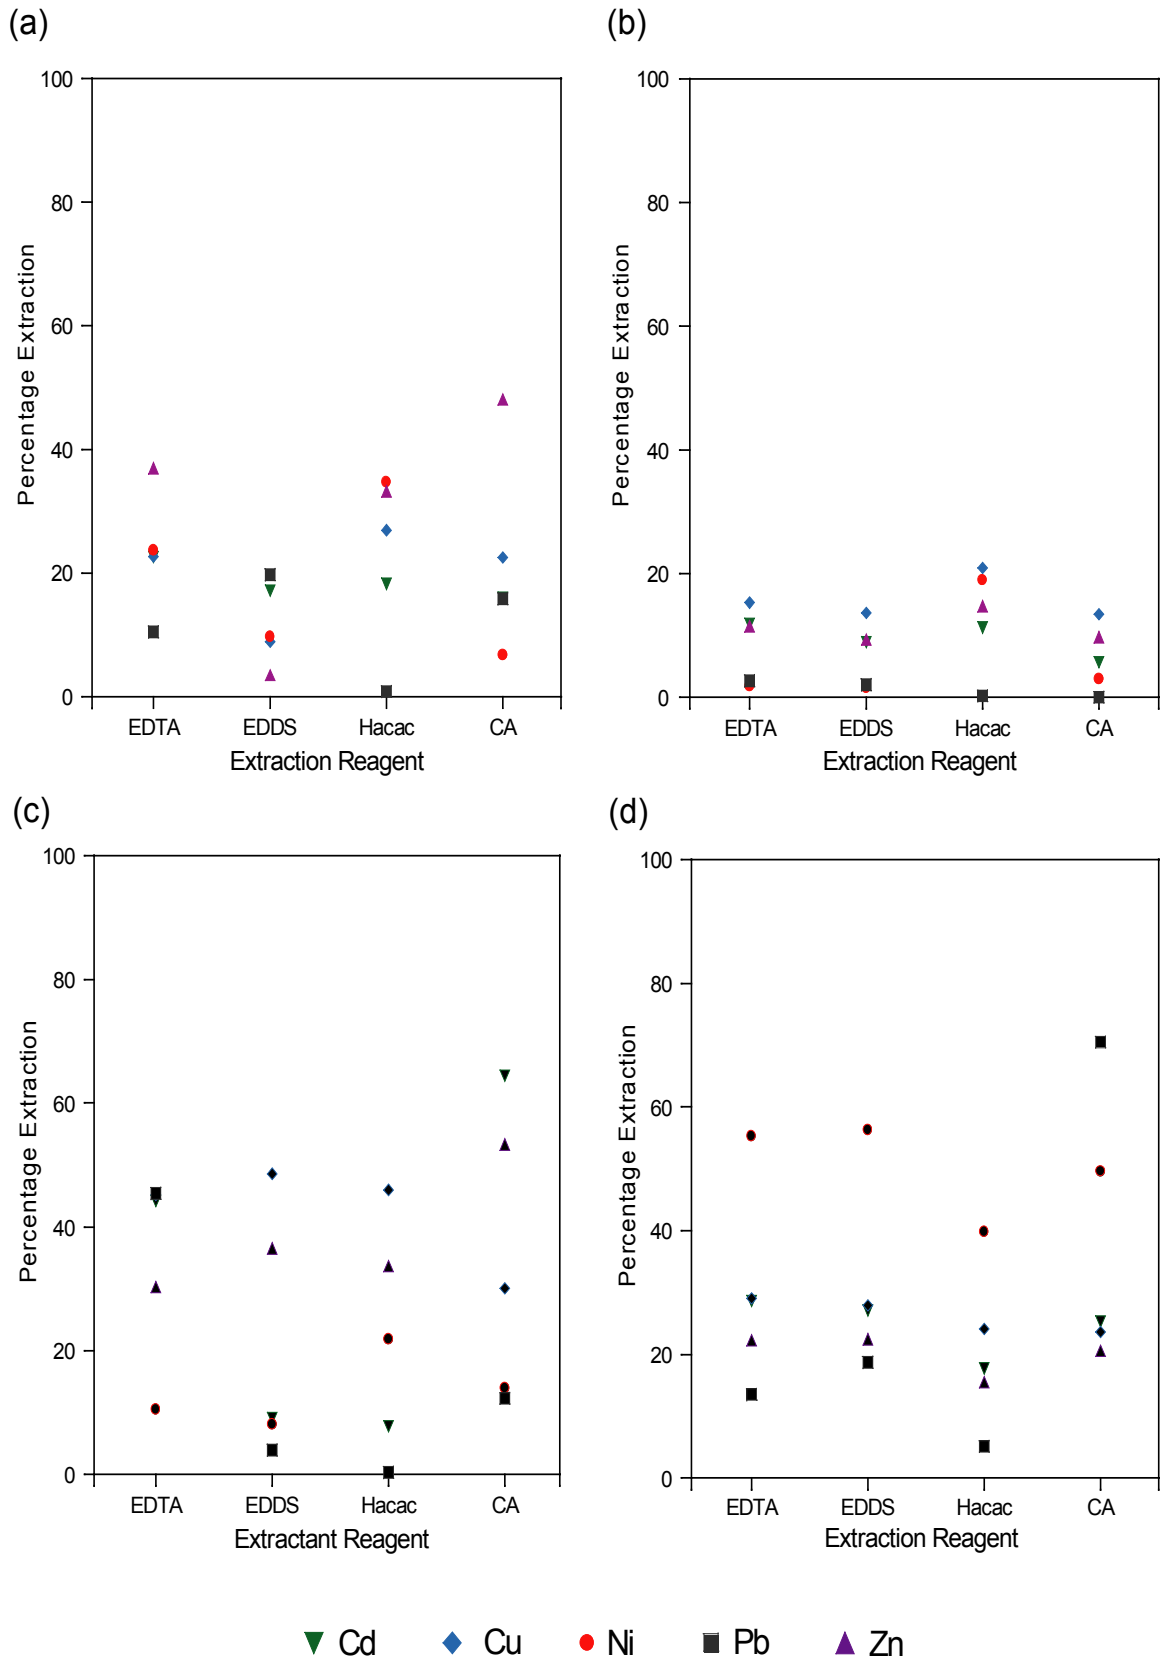 (a)
(b)
100
80
60
40
20
0
Percentage Extraction
EDTA EDDS Hacac CA
Extraction Reagent
100
80
60
40
20
0
Percentage Extraction
EDTA EDDS Hacac CA
Extraction Reagent
(c)
(d)
100
80
60
40
20
0
Percentage Extraction
EDTA EDDS Hacac CA
Extractant Reagent
100
80
60
40
20
0
Percentage Extraction
EDTA EDDS Hacac CA
Extraction Reagent
Cd Cu Ni Pb Zn